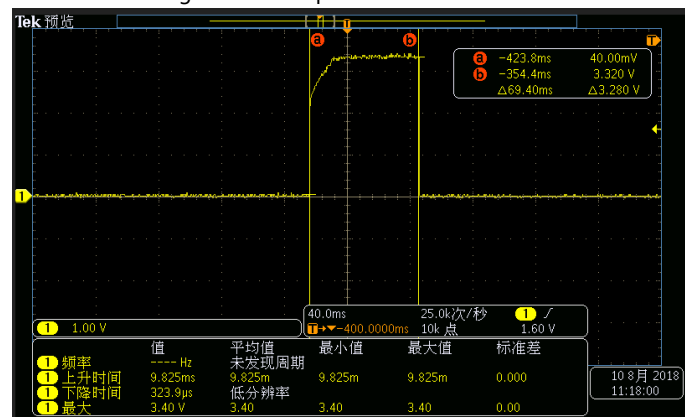 Tek 预览
a b
a -423.8ms 40.00mV
b -354.4ms 3.320 V
△69.40ms △3.280 V
1
1 1.00 V
40.0ms 25.0k次/秒 1 /
T→▼-400.0000ms 10k 点 1.60 V
值 平均值 最小值 最大值 标准差
1 频率 ---- Hz 未发现周期
1 上升时间 9.825ms 9.825m 9.825m 9.825m 0.000
1 下降时间 323.9µs 低分辨率
1 最大 3.40 V 3.40 3.40 3.40 0.00
10 8月 2018
11:18:00